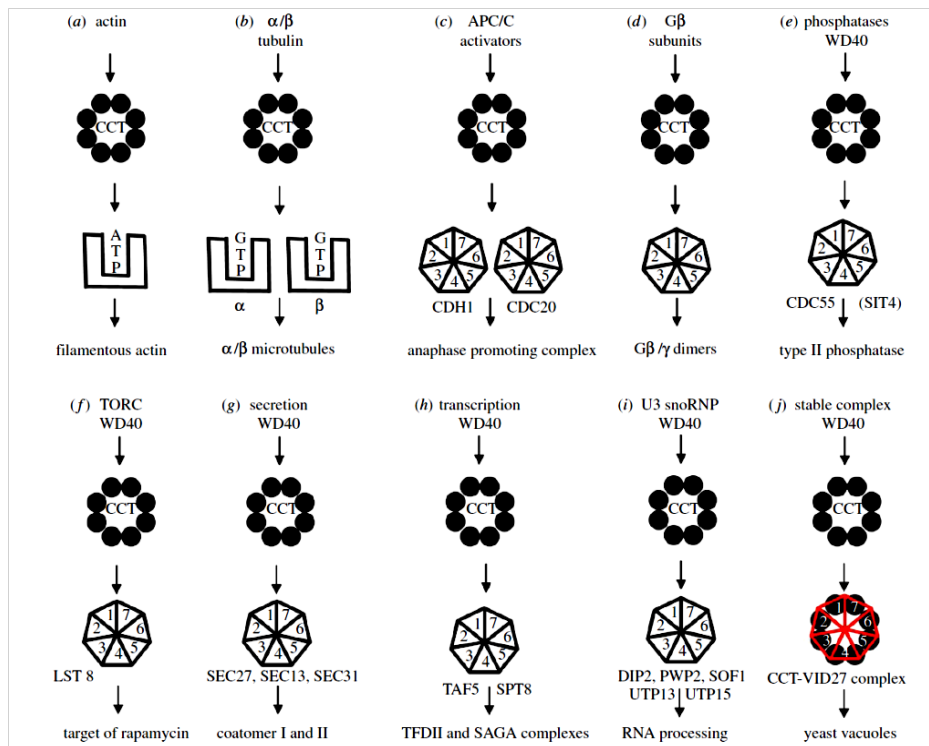 (a) actin
CCT
A
T
P
filamentous actin
(b) α/β
tubulin
CCT
G
T
P
G
T
P
α β
α/β microtubules
(c) APC/C
activators
CCT
1 7
2 6
3 4 5
1 7
2 6
3 4 5
CDH1 CDC20
anaphase promoting complex
(d) Gβ
subunits
CCT
1 7
2 6
3 4 5
Gβ/γ dimers
(e) phosphatases
WD40
CCT
1 7
2 6
3 4 5
CDC55 (SIT4)
type II phosphatase
(f) TORC
WD40
CCT
1 7
2 6
3 4 5
LST 8
target of rapamycin
(g) secretion
WD40
CCT
1 7
2 6
3 4 5
SEC27, SEC13, SEC31
coatomer I and II
(h) transcription
WD40
CCT
1 7
2 6
3 4 5
TAF5 SPT8
TFDII and SAGA complexes
(i) U3 snoRNP
WD40
CCT
1 7
2 6
3 4 5
DIP2, PWP2, SOF1
UTP13 UTP15
RNA processing
(j) stable complex
WD40
CCT
1 7
2 6
3 4 5
CCT-VID27 complex
yeast vacuoles